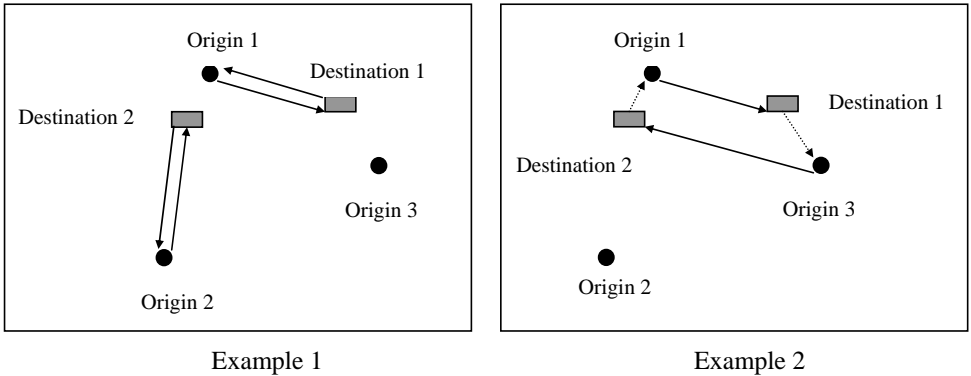 Origin 1
Destination 1
Destination 2
Origin 3
Origin 2
Example 1
Origin 1
Destination 1
Destination 2
Origin 3
Origin 2
Example 2